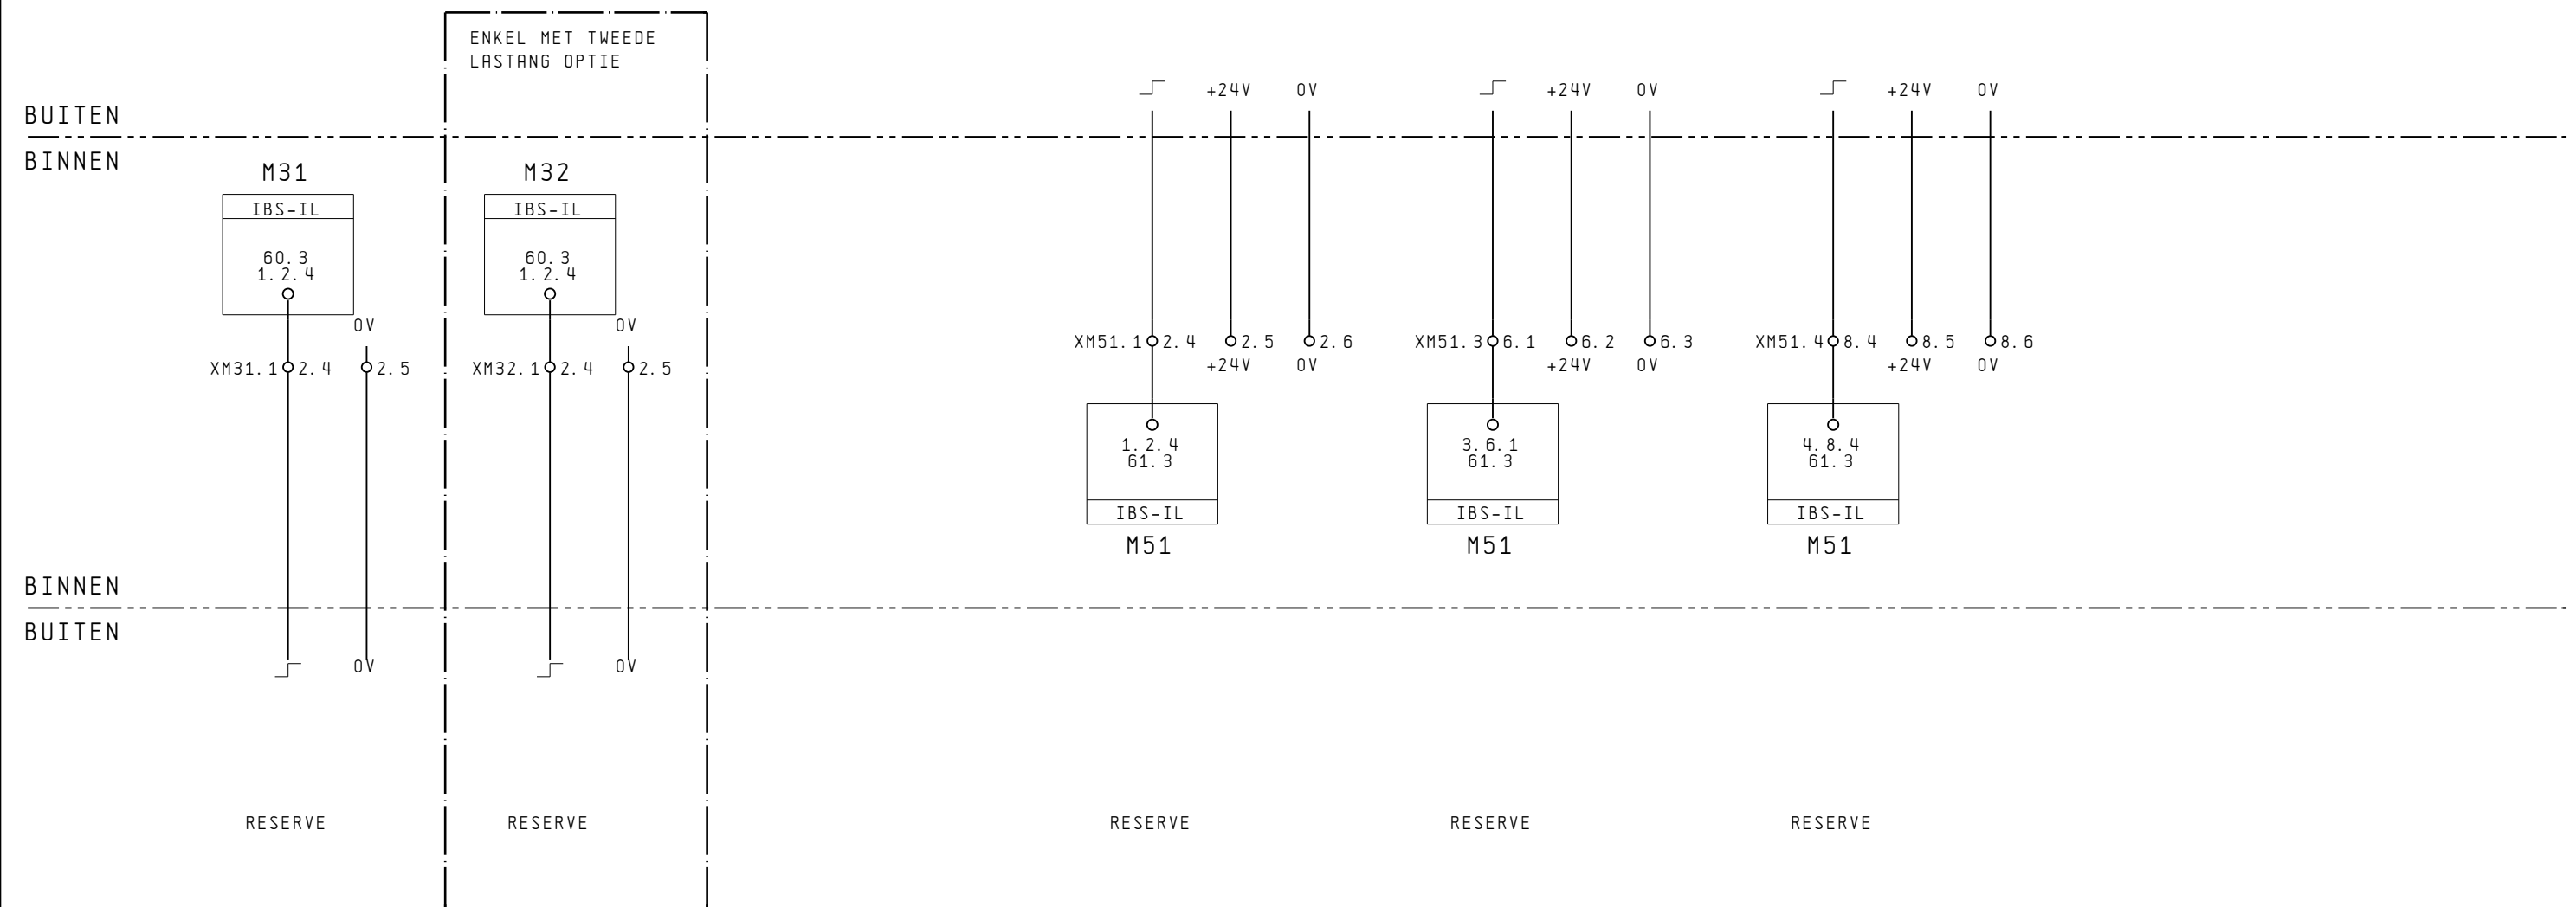 ENKEL MET TWEEDE
LASTANG OPTIE
+24V 0V +24V 0V +24V 0V
BUITEN
BINNEN
M31 M32
IBS-IL IBS-IL
60.3 60.3
1.2.4 1.2.4
0V 0V
XM51.1 2.4 2.5 2.6 XM51.3 6.1 6.2 6.3 XM51.4 8.4 8.5 8.6
+24V 0V +24V 0V +24V 0V
XM31.1 2.4 2.5 XM32.1 2.4 2.5
1.2.4 3.6.1 4.8.4
61.3 61.3 61.3
IBS-IL IBS-IL IBS-IL
M51 M51 M51
BINNEN
BUITEN
0V 0V
RESERVE RESERVE RESERVE RESERVE RESERVE